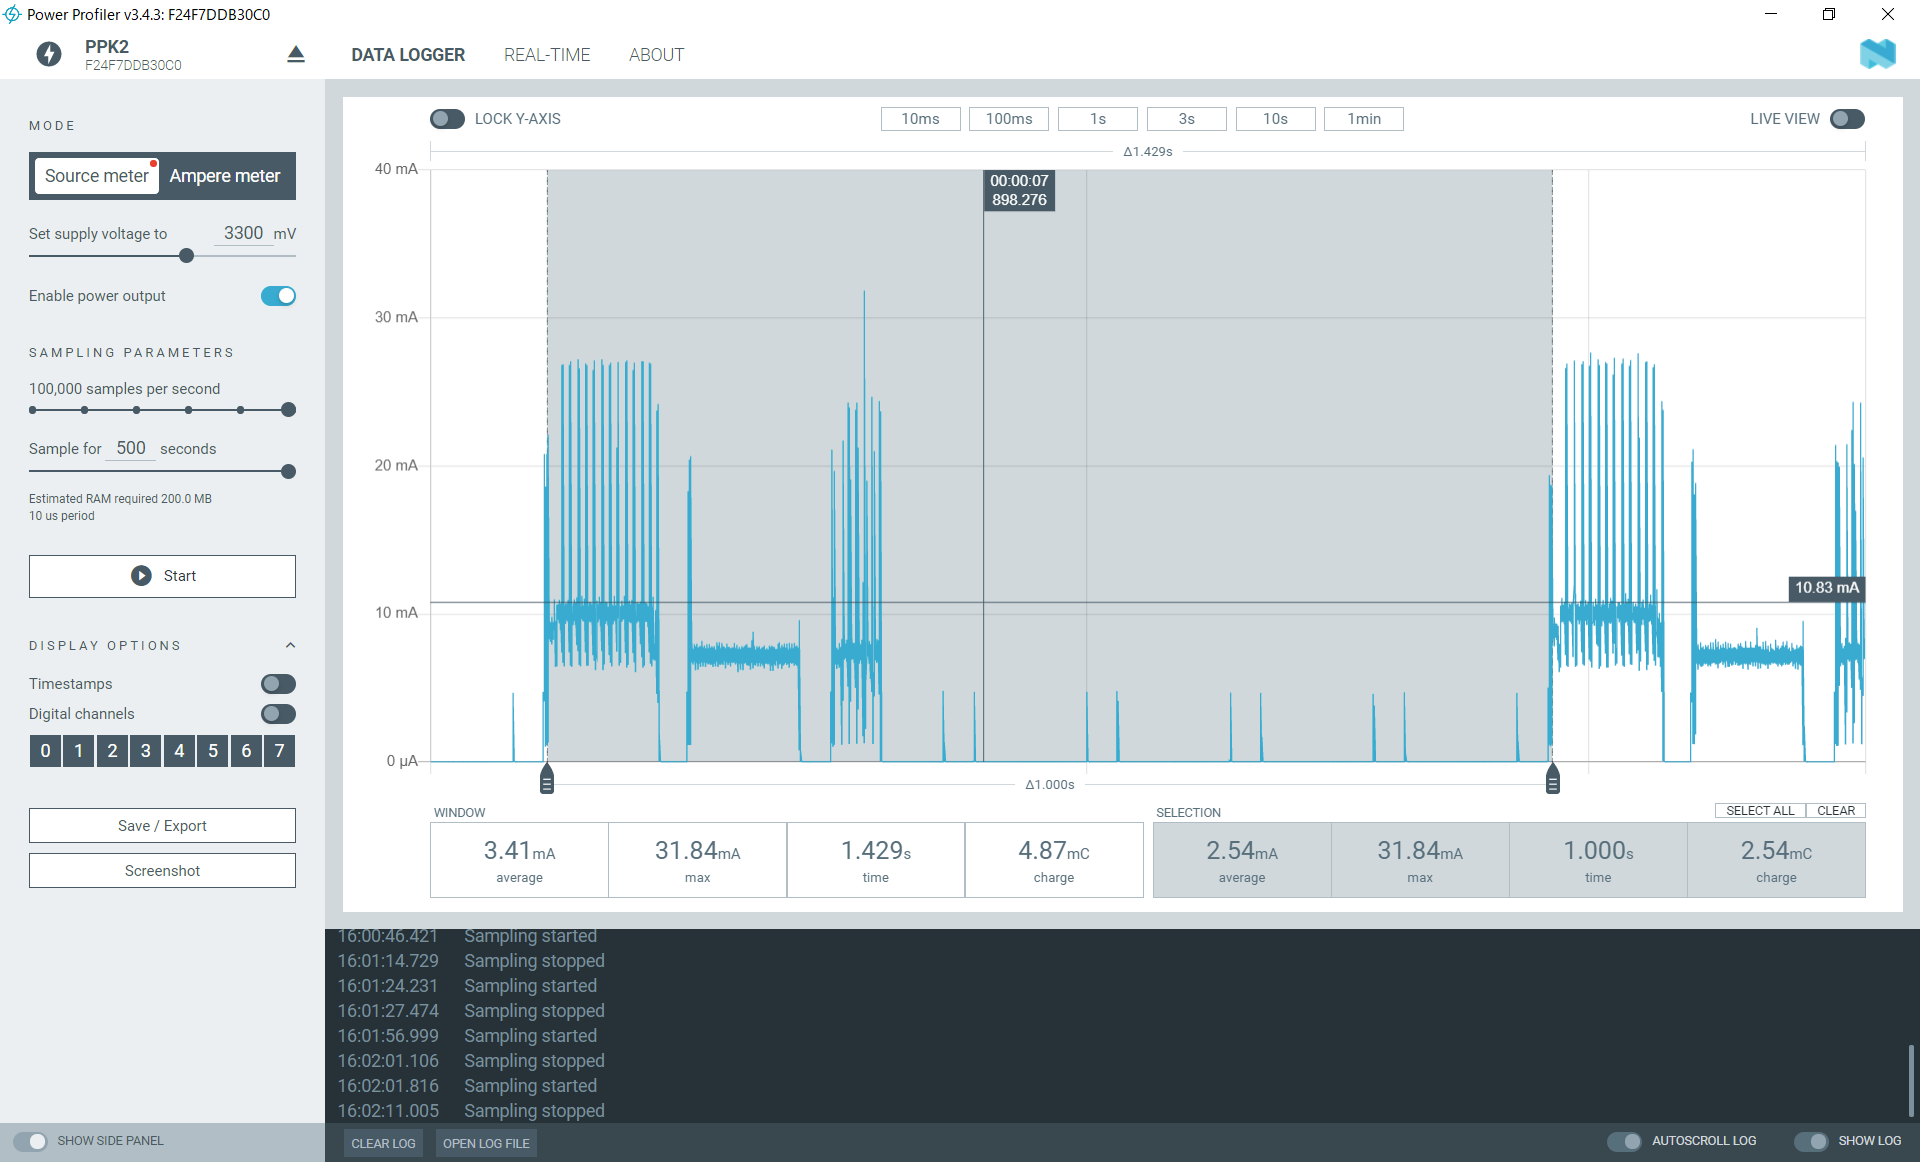 Power Profiler v3.4.3: F24F7DDB30C0
PPK2
F24F7DDB30C0
DATA LOGGER REAL-TIME ABOUT
MODE
Source meter Ampere meter
Set supply voltage to 3300 mV
Enable power output
SAMPLING PARAMETERS
100,000 samples per second
Sample for 500 seconds
Estimated RAM required 200.0 MB
10 us period
Start
DISPLAY OPTIONS
Timestamps
Digital channels
0 1 2 3 4 5 6 7
Save / Export
Screenshot
SHOW SIDE PANEL
LOCK Y-AXIS 10ms 100ms 1s 3s 10s 1min LIVE VIEW
Δ1.429s
40 mA
00:00:07
898.276
30 mA
20 mA
10.83 mA
10 mA
0 µA
Δ1.000s
WINDOW
3.41mA 31.84mA 1.429s 4.87mC
average max time charge
SELECTION SELECT ALL CLEAR
2.54mA 31.84mA 1.000s 2.54mC
average max time charge
16:00:46.421 Sampling started
16:01:14.729 Sampling stopped
16:01:24.231 Sampling started
16:01:27.474 Sampling stopped
16:01:56.999 Sampling started
16:02:01.106 Sampling stopped
16:02:01.816 Sampling started
16:02:11.005 Sampling stopped
CLEAR LOG OPEN LOG FILE AUTOSCROLL LOG SHOW LOG